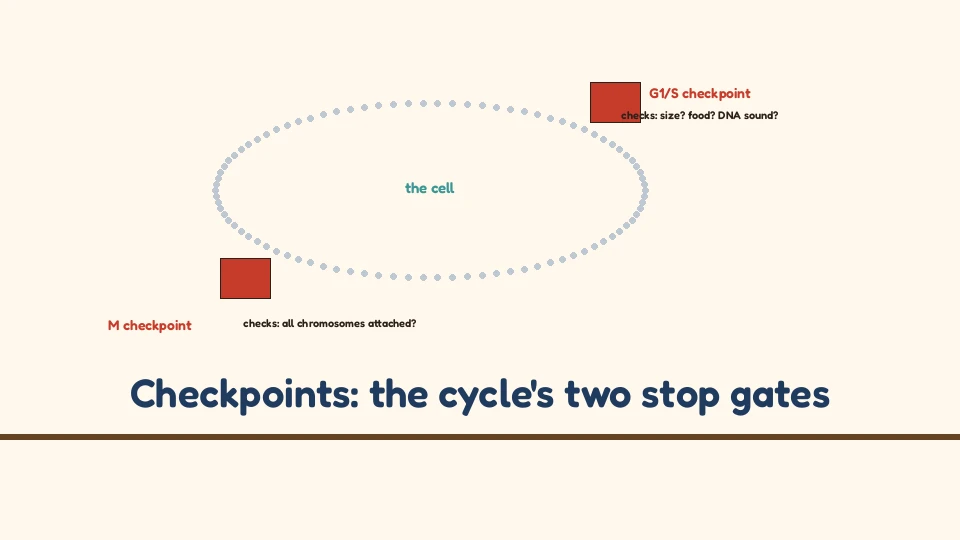 G1/S checkpoint
checks: size? food? DNA sound?
the cell
M checkpoint
checks: all chromosomes attached?
Checkpoints: the cycle's two stop gates